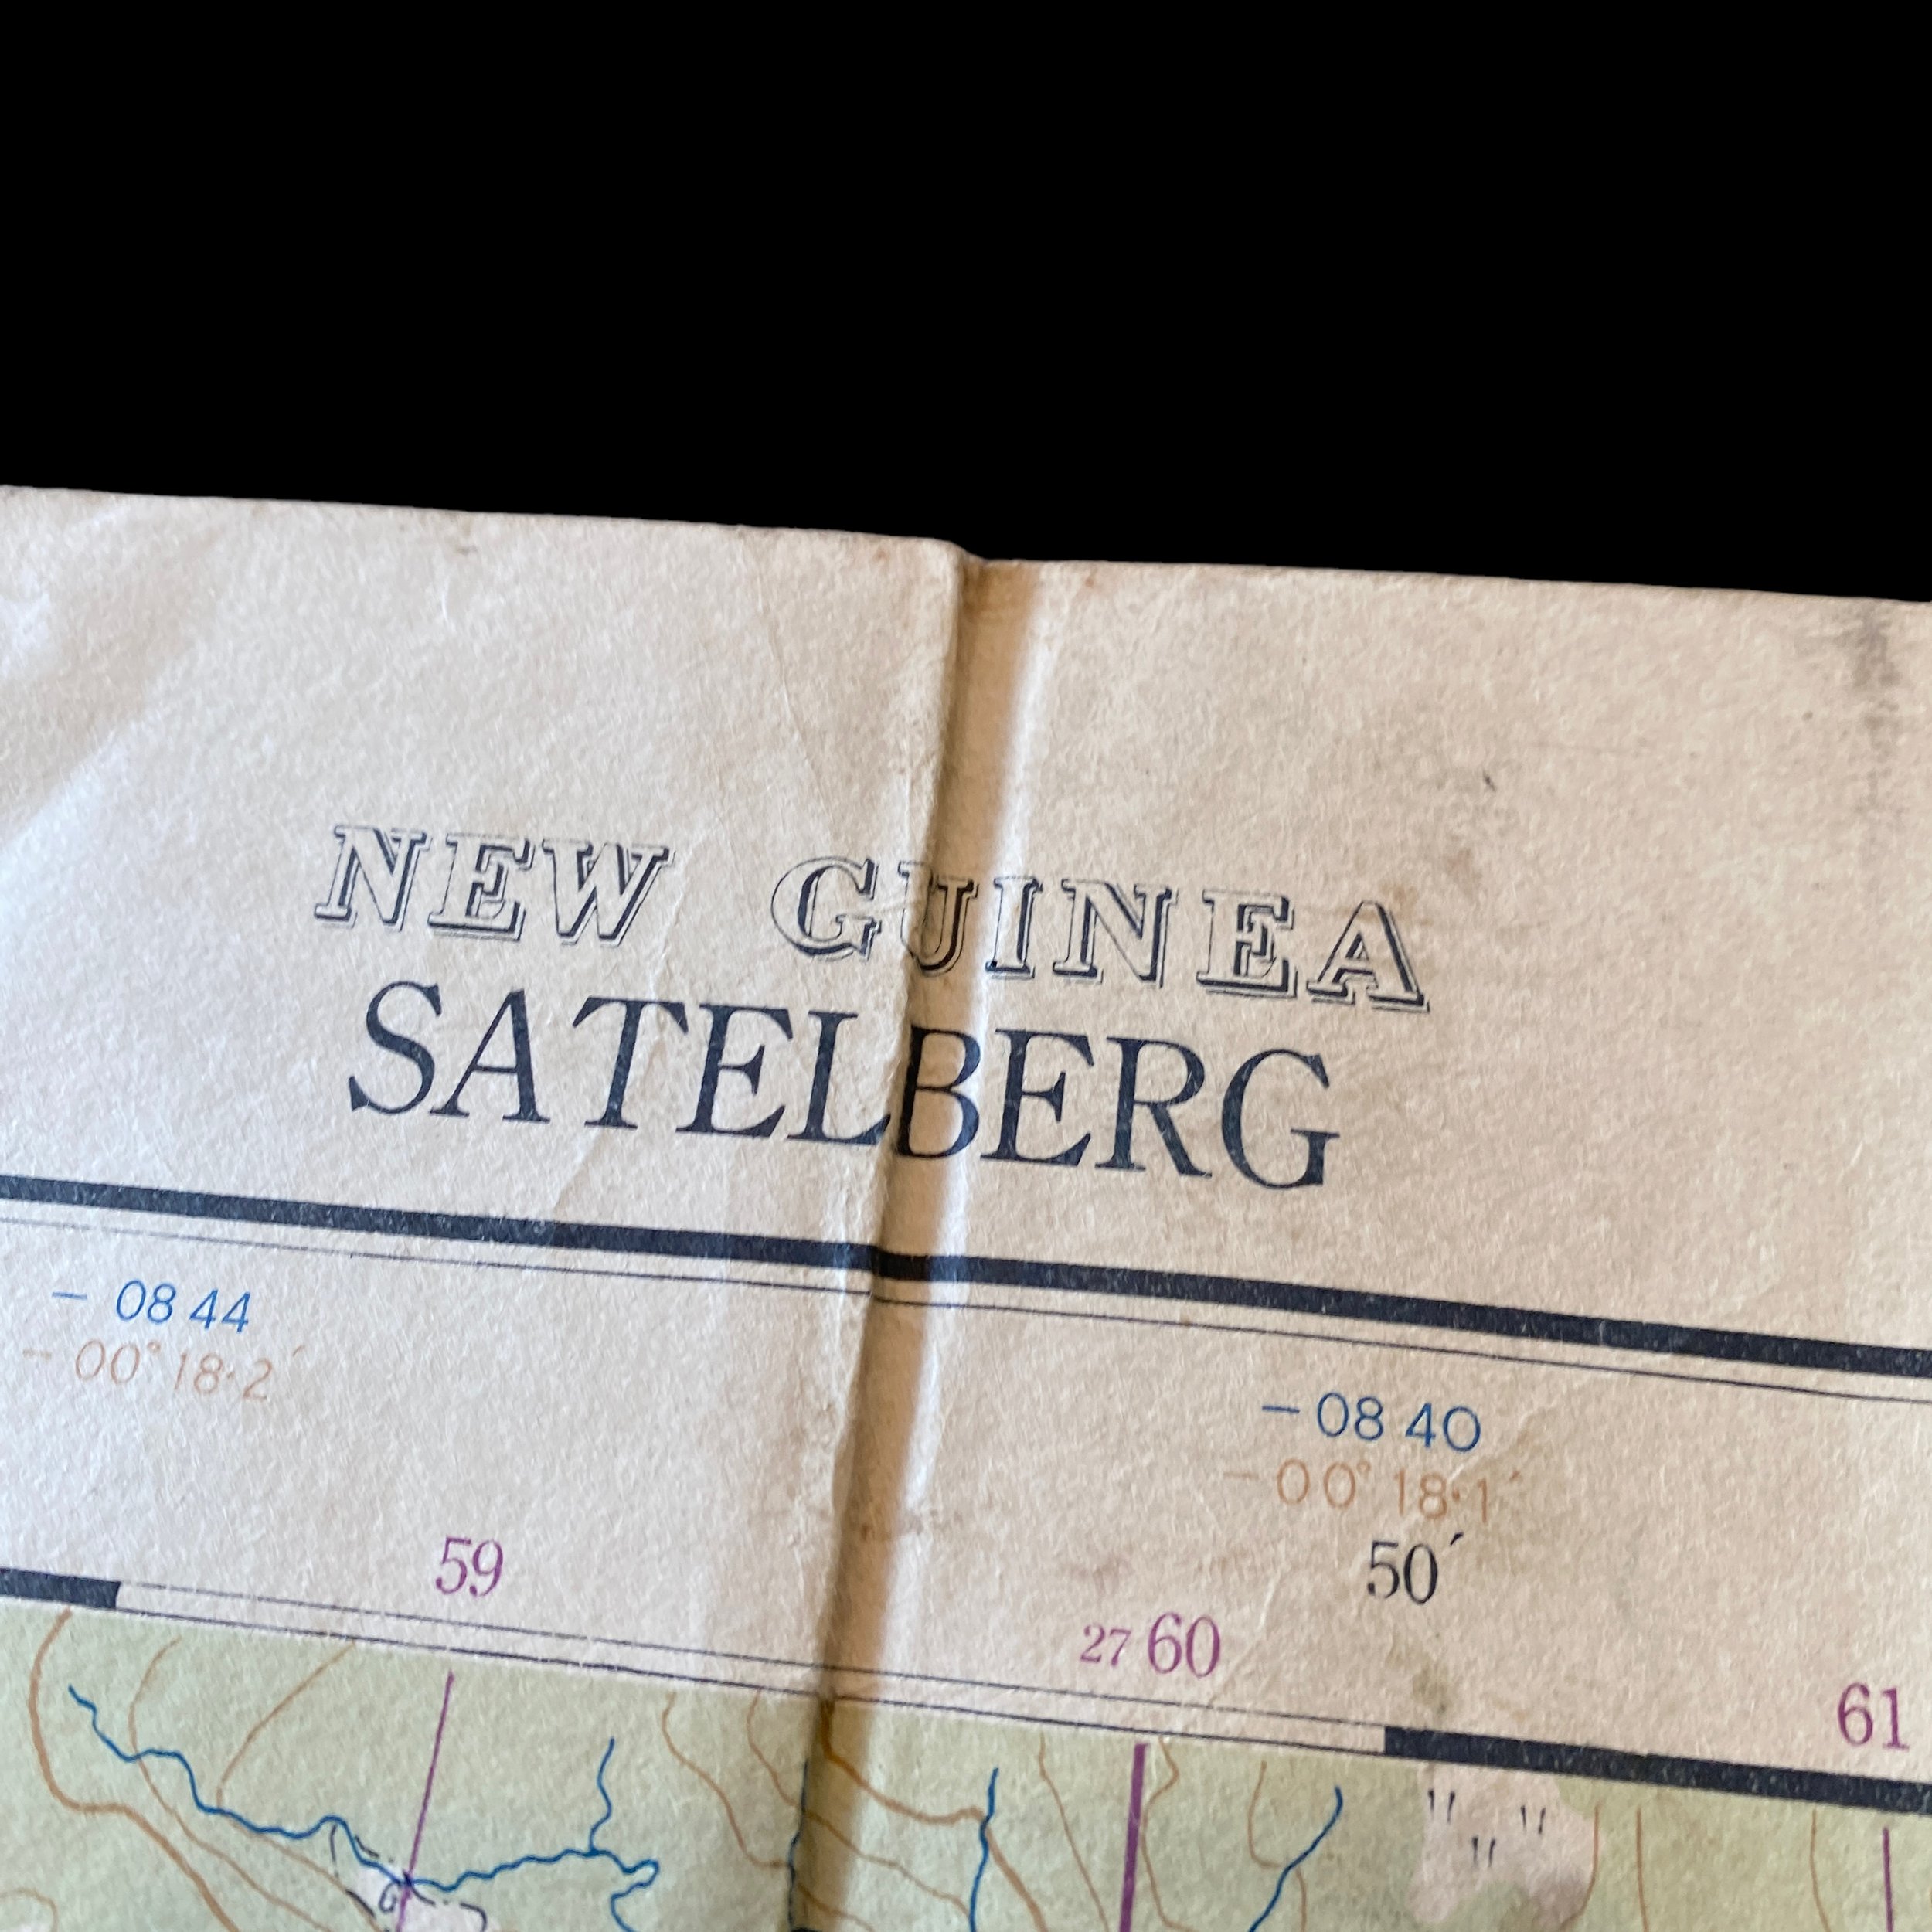 NEW GUINEA
SATELBERG
– 08 44
– 00° 18·2´
– 08 40
– 00° 18·1´
50´
59
27 60
61
G